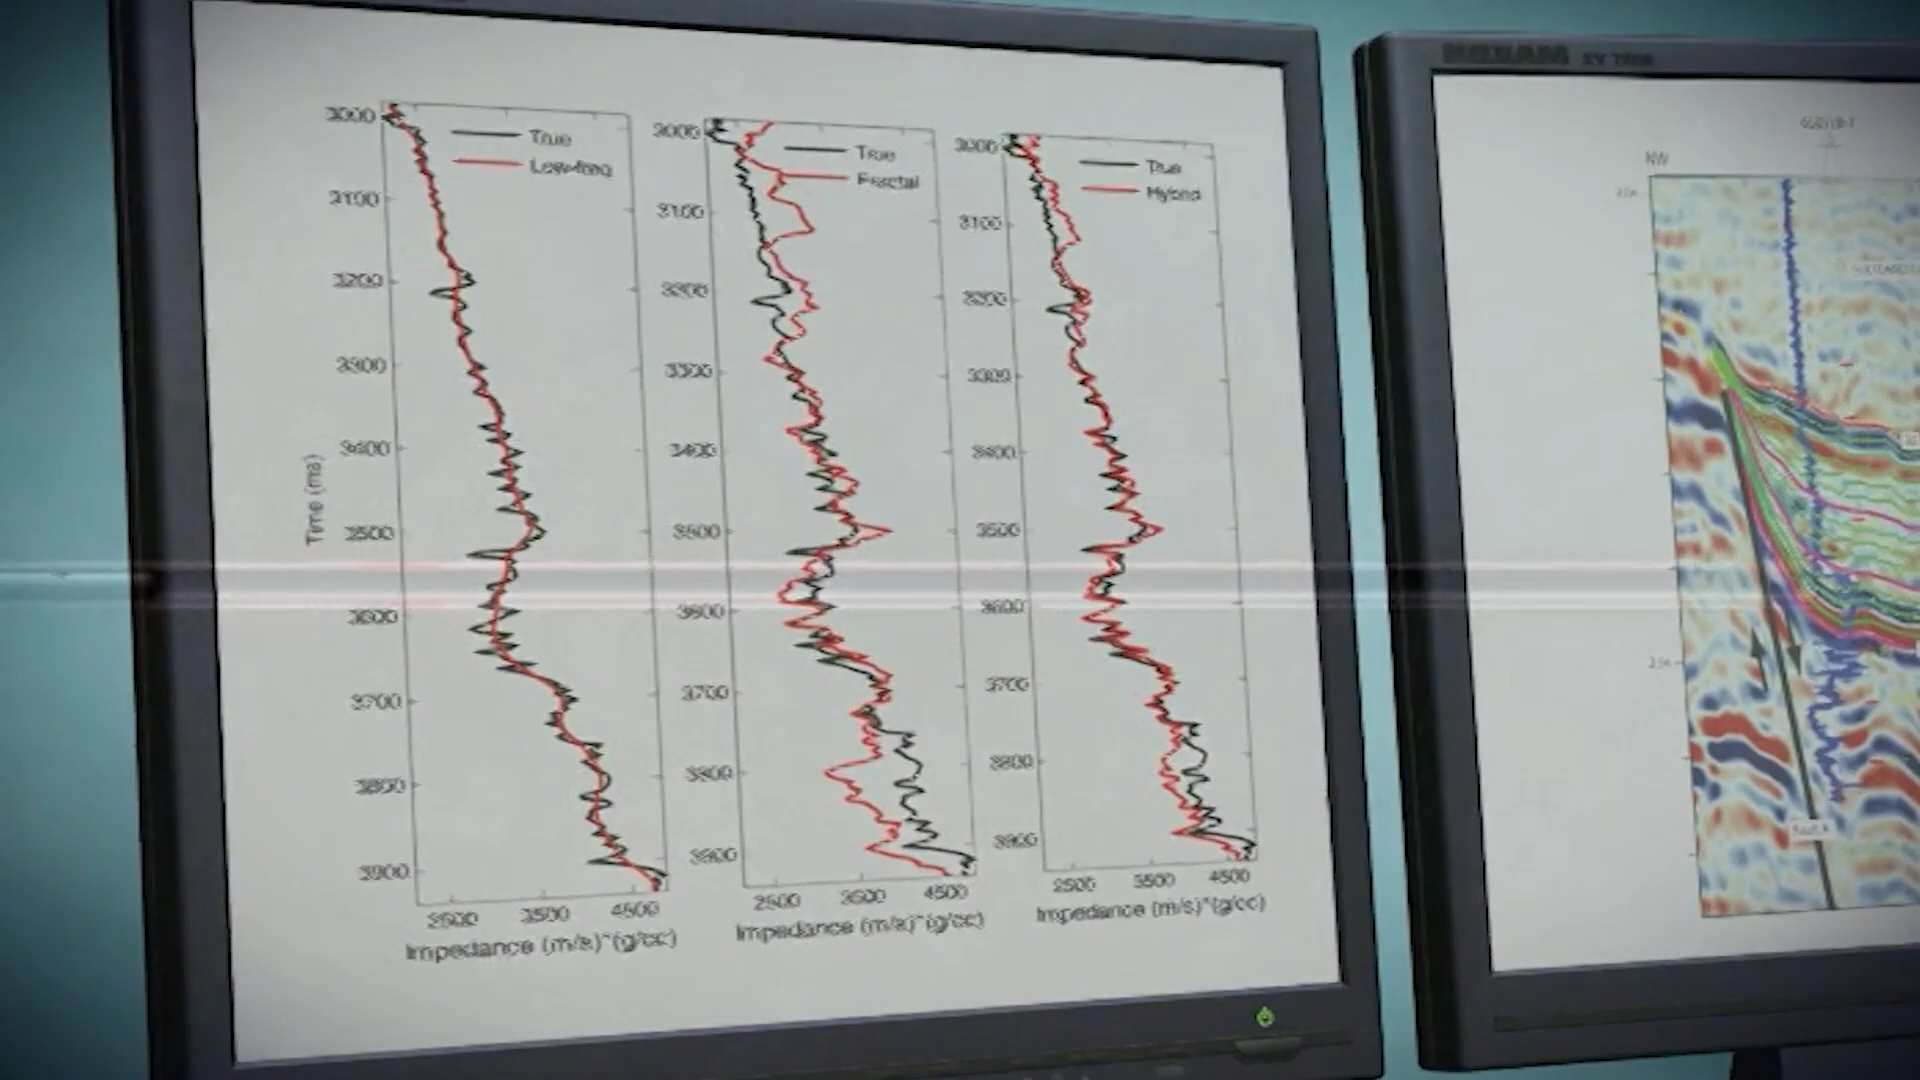 3000
3100
3200
3300
3400
3500
3600
3700
3800
3900
Time (ms)
True
Low-freq
2500 3500 4500
Impedance (m/s)*(g/cc)
3000
3100
3200
3300
3400
3500
3600
3700
3800
3900
True
Fractal
2500 3500 4500
Impedance (m/s)*(g/cc)
3000
3100
3200
3300
3400
3500
3600
3700
3800
3900
True
Hybrid
2500 3500 4500
Impedance (m/s)*(g/cc)
NW